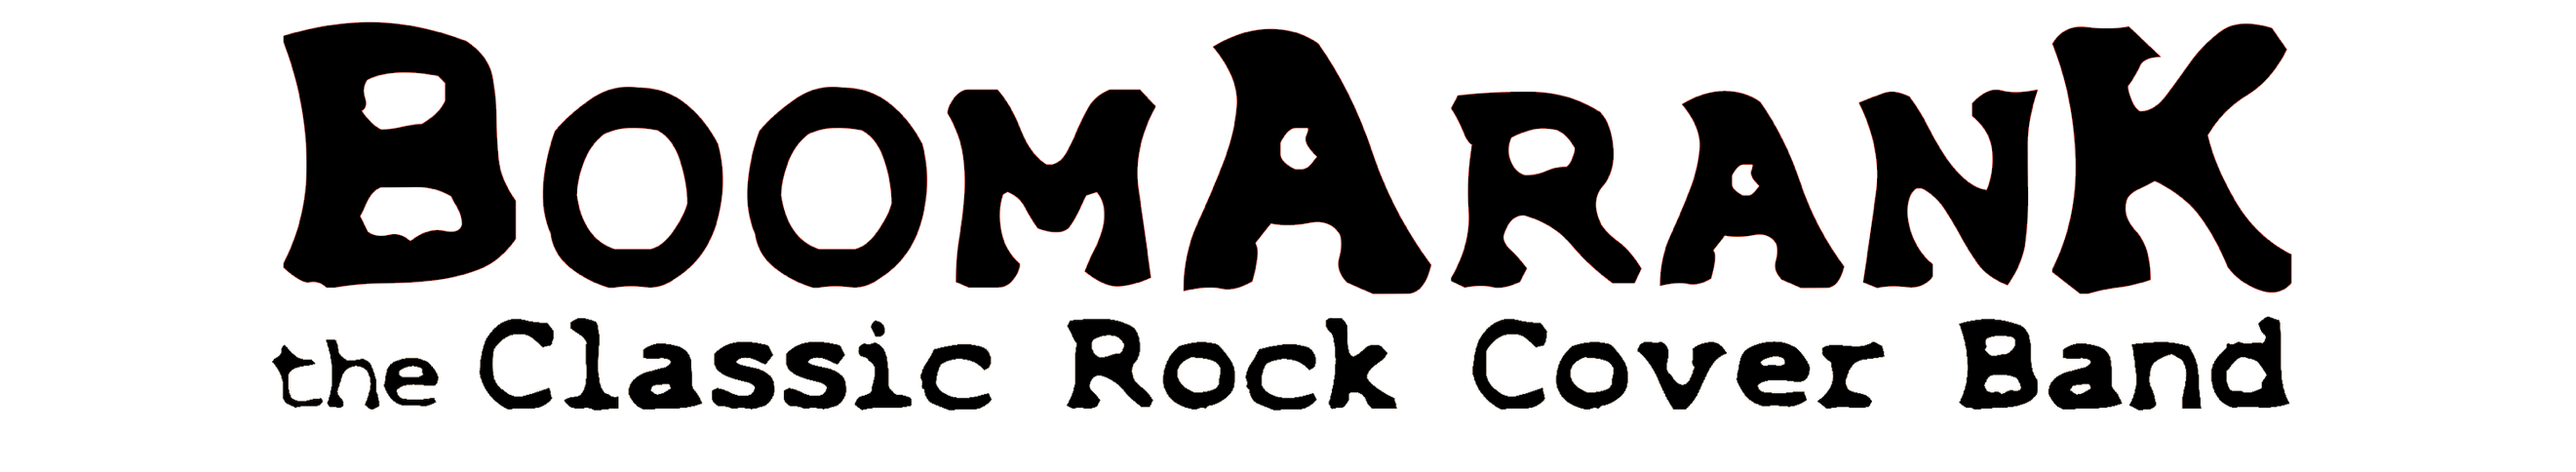 BOOMARANK
the Classic Rock Cover Band